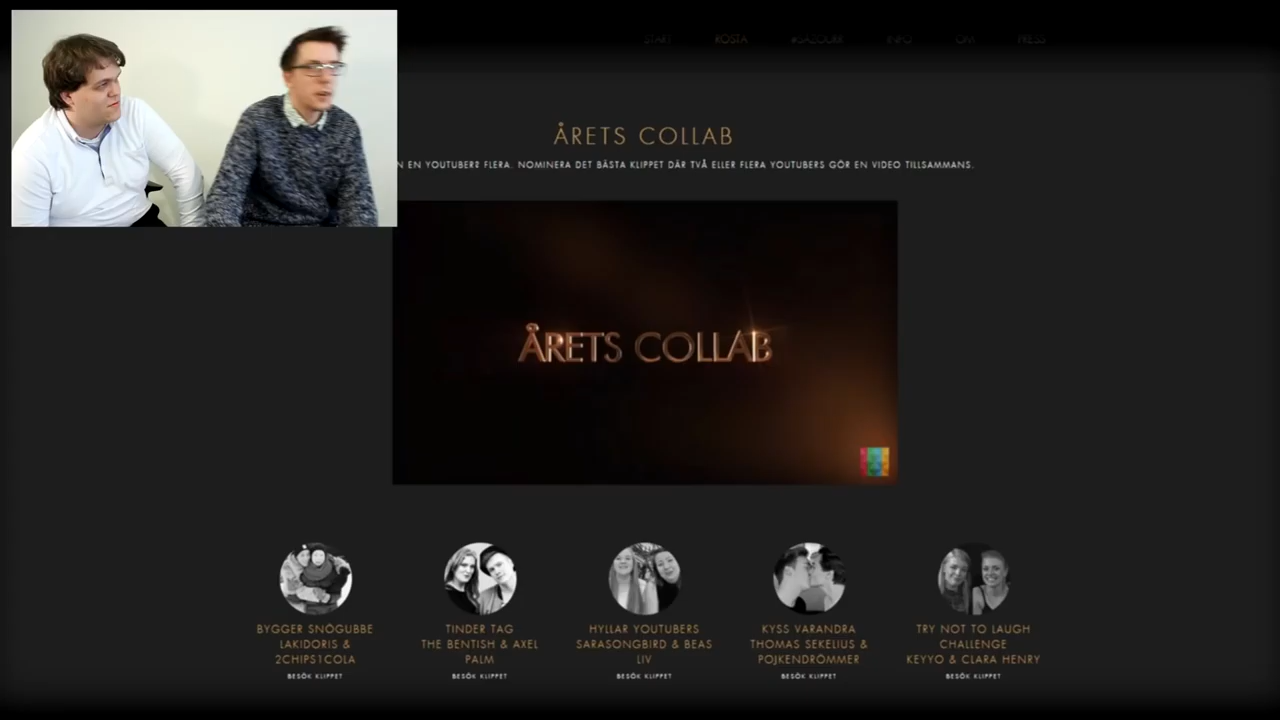 START KOSTA INFO OM PRESS
ÅRETS COLLAB
N EN YOUTUBER? FLERA. NOMINERA DET BÄSTA KLIPPET DÄR TVÅ ELLER FLERA YOUTUBERS GÖR EN VIDEO TILLSAMMANS.
ÅRETS COLLAB
BYGGER SNÖGUBBE
LAKIDORIS &
2CHIPS1COLA
BESÖK KLIPPET
TINDER TAG
THE BENTISH & AXEL
PALM
BESÖK KLIPPET
HYLLAR YOUTUBERS
SARASONGBIRD & BEAS
LIV
BESÖK KLIPPET
KYSS VARANDRA
THOMAS SEKELIUS &
POJKENDRÖMMER
BESÖK KLIPPET
TRY NOT TO LAUGH
CHALLENGE
KEYYO & CLARA HENRY
BESÖK KLIPPET